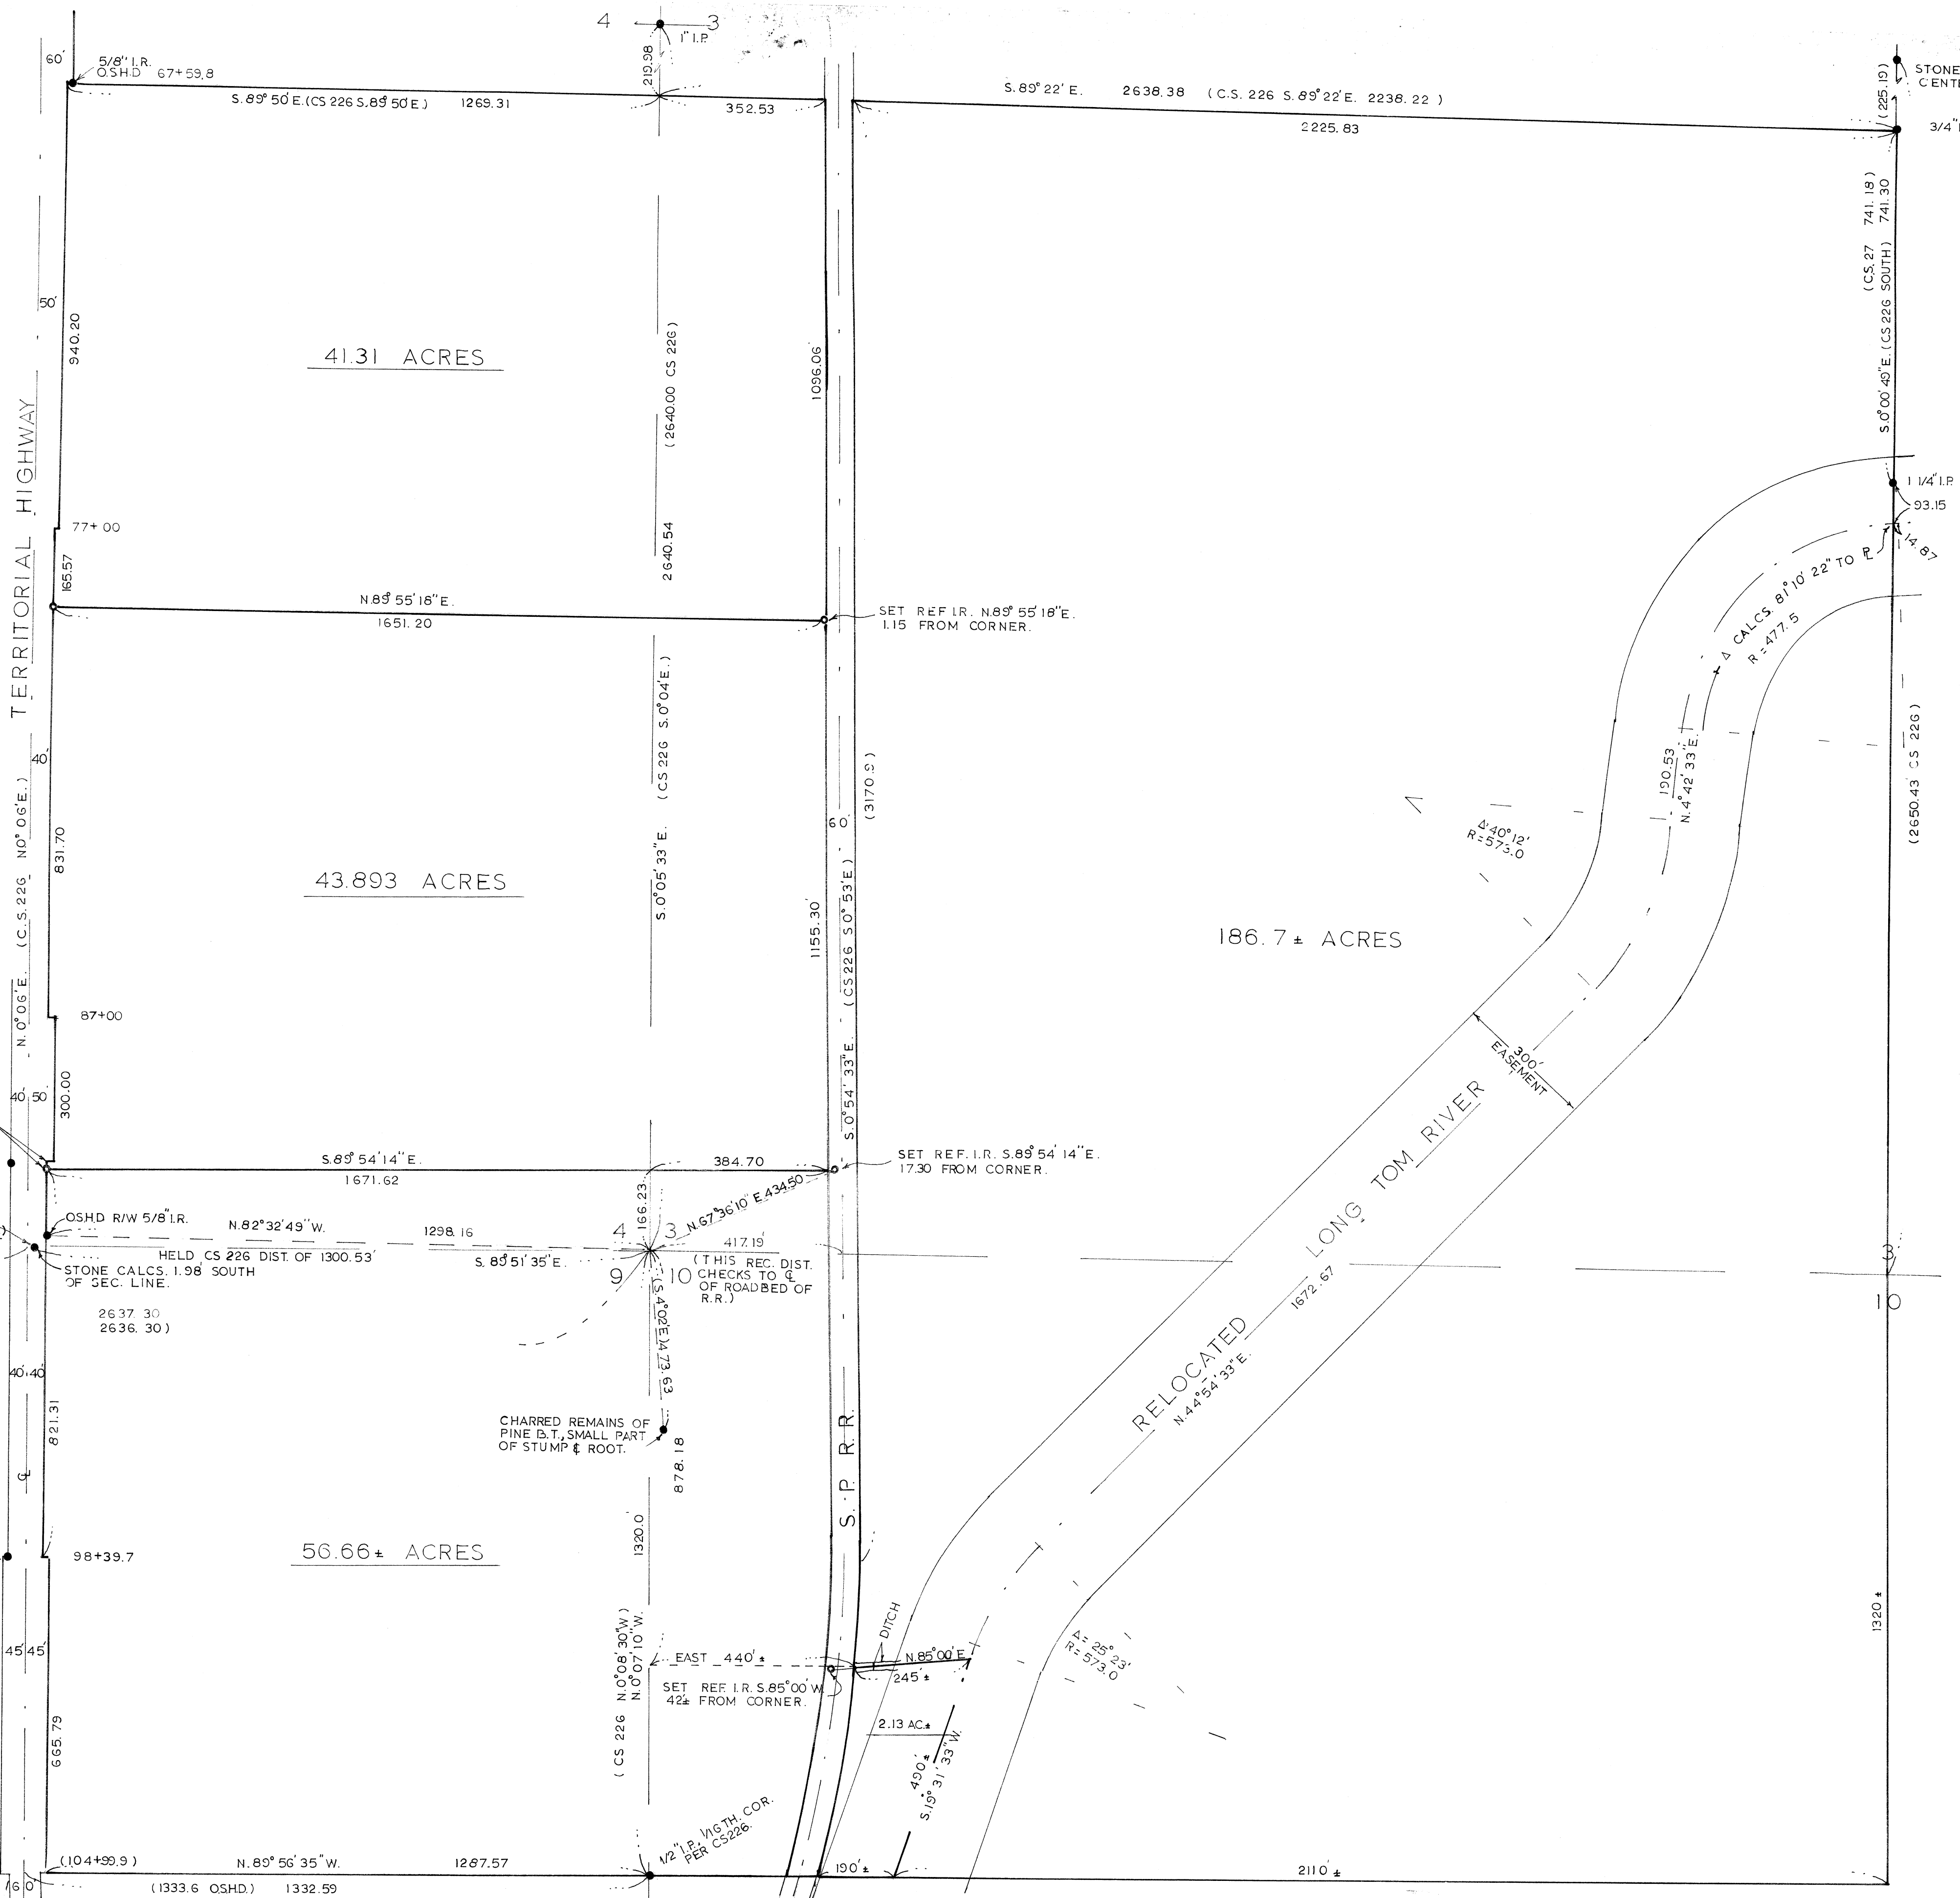 4 3
1" I.P.
60'
5/8" I.R.
O.S.H.D 67+59.8
219.98
S.89° 50' E.(CS 226 S.89° 50' E.) 1269.31
352.53
S.89° 22' E. 2638.38 ( C.S. 226 S.89° 22' E. 2238.22 )
2225.83
(225.19)
STONE
CENTE
3/4" I
(C.S. 27 741.18)
741.30
S.0° 00' 49" E. (CS 226 SOUTH)
50'
940.20
41.31 ACRES
(2640.00 CS 226)
1096.06'
TERRITORIAL HIGHWAY
77+00
165.57
2640.54
1 1/4" I.P.
93.15
14.87
Δ CALCS. 81° 10' 22" TO PL
R = 477.5
N.89° 55' 18" E.
1651.20
SET REF I.R. N.89° 55' 18" E.
1.15 FROM CORNER.
N.0° 06' E. (C.S. 226 N0° 06' E.)
40'
831.70
S.0° 05' 33" E. (CS 226 S.0° 04' E.)
(3170.9)
60'
190.53
N.4° 42' 33" E.
(2650.43' CS 226)
Δ 40° 12'
R = 573.0
43.893 ACRES
1155.30'
S.0° 54' 33" E. (CS 226 S 0° 53' E)
186.7± ACRES
87+00
300.00
40' 50'
300'
EASEMENT
S.89° 54' 14" E.
1671.62
384.70
SET REF. I.R. S.89° 54' 14" E.
17.30 FROM CORNER.
166.23
N.67° 36' 10" E. 434.50
O.S.H.D R/W 5/8" I.R.
N.82° 32' 49" W. 1298.16
4 3
9 10
417.19'
HELD CS 226 DIST. OF 1300.53'
S. 89° 51' 35" E.
STONE CALCS. 1.98' SOUTH
OF SEC. LINE.
2637.30
2636.30)
(THIS REC. DIST.
CHECKS TO CL
OF ROADBED OF
R.R.)
(S.4° 02' E.) 473.63
3
10
RELOCATED LONG TOM RIVER
1672.67
N.44° 54' 33" E.
40' 40'
821.31
CL
CHARRED REMAINS OF
PINE B.T., SMALL PART
OF STUMP & ROOT.
878.18
1320.0'
S. P. R.R.
98+39.7
56.66± ACRES
(CS 226 N.0° 08' 30" W)
N.0° 07' 10" W.
45' 45'
665.79
EAST 440'±
DITCH
N.85° 00' E
245'±
SET REF. I.R. S.85° 00' W.
42'± FROM CORNER.
2.13 AC.±
490'±
S.19° 31' 33" W.
Δ = 25° 23'
R = 573.0
1320 ±
1/2" I.P., 1/16 TH. COR.
PER CS226.
(104+99.9)
N. 89° 56' 35" W. 1287.57
190'±
2110'±
60'
(1333.6 O.S.H.D.) 1332.59